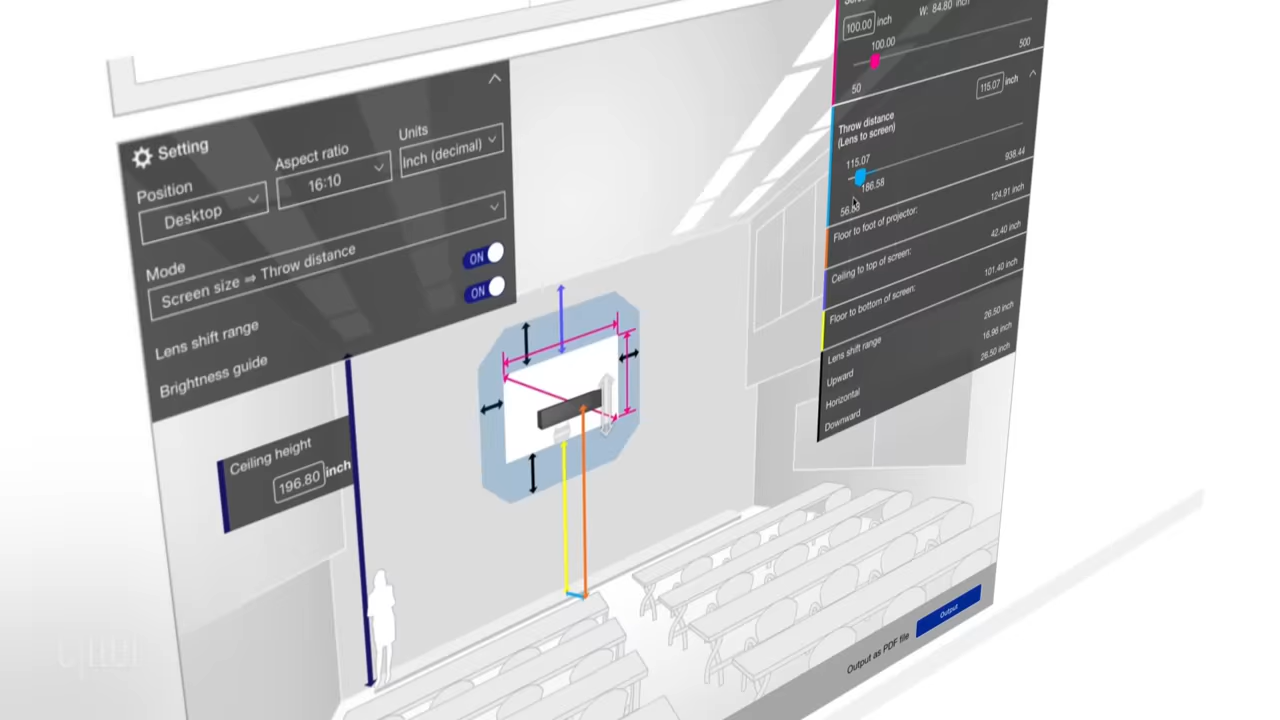 Setting
Position
Desktop
Aspect ratio
16:10
Units
Inch (decimal)
Mode
Screen size ⇒ Throw distance
Lens shift range
ON
Brightness guide
ON
Ceiling height
196.80 inch
100.00 inch
W: 84.80 inch
100.00
50
500
115.07 inch
Throw distance
(Lens to screen)
115.07
186.58
938.44
Floor to foot of projector:
124.91 inch
Ceiling to top of screen:
42.40 inch
Floor to bottom of screen:
101.40 inch
Lens shift range
Upward
26.50 inch
Horizontal
16.96 inch
Downward
26.50 inch
Output as PDF file
Output